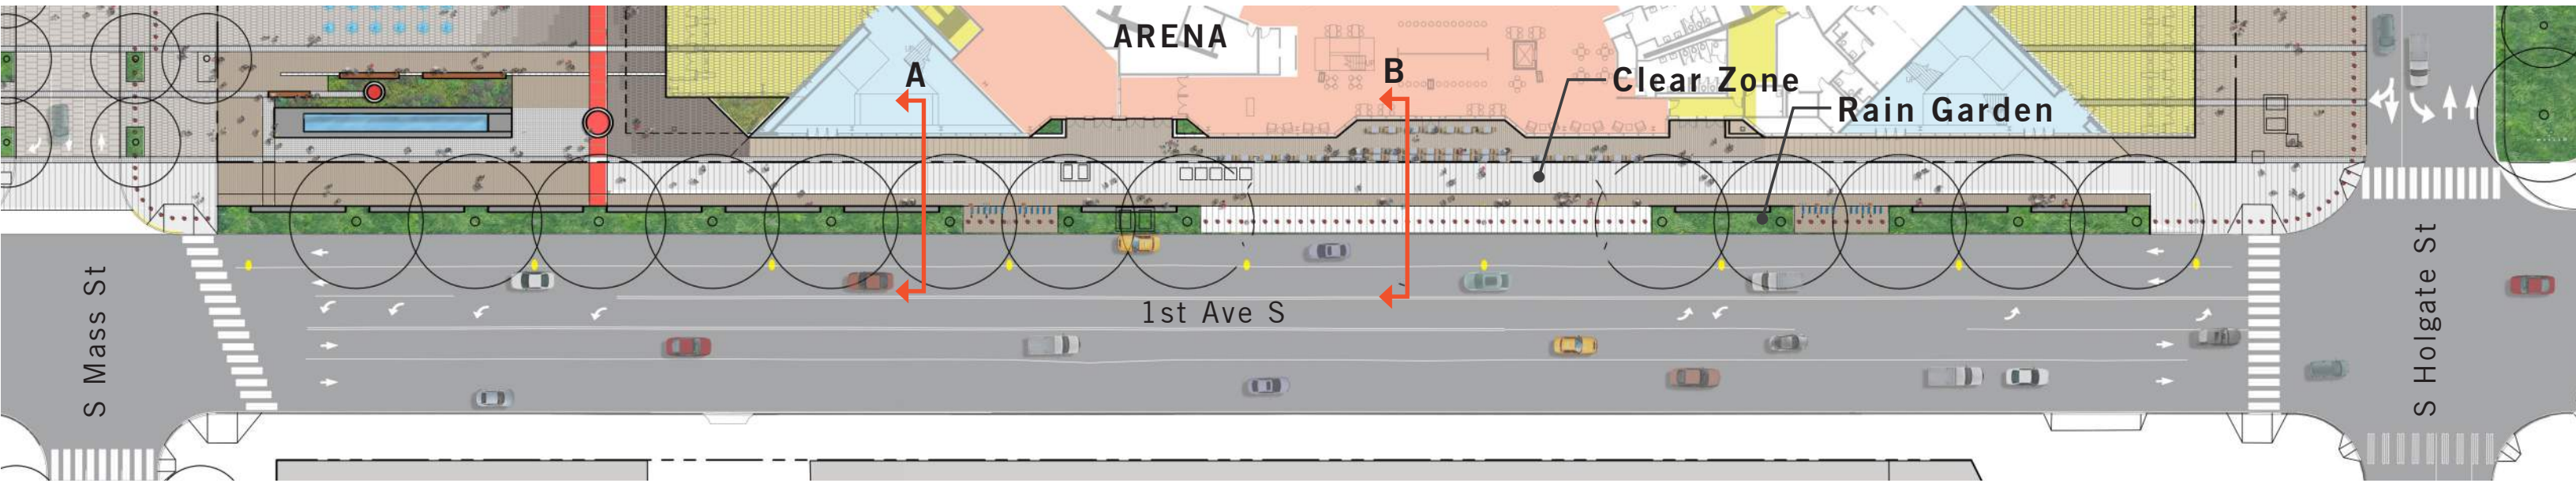 ARENA
A
B
Clear Zone
Rain Garden
1st Ave S
S Mass St
S Holgate St